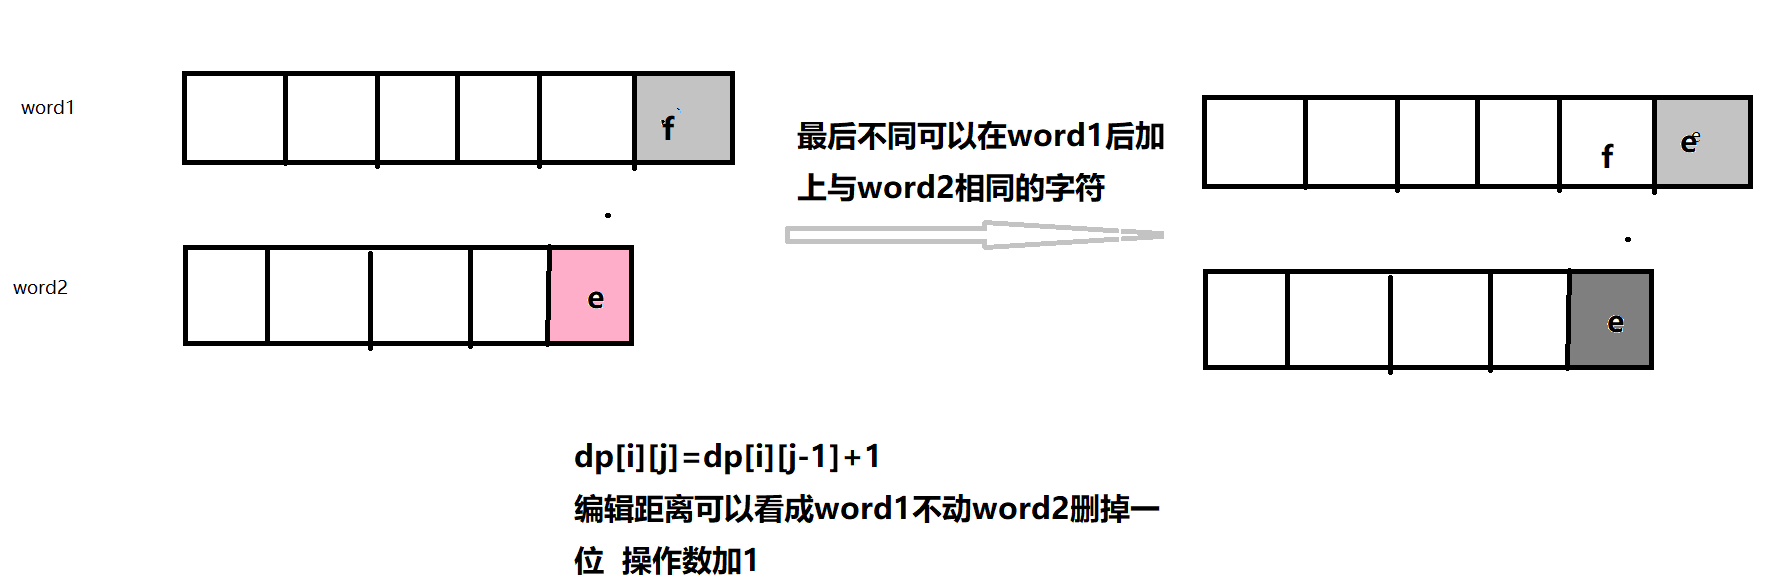 word1
f
最后不同可以在word1后加
上与word2相同的字符
f
e
e
word2
e
e
dp[i][j]=dp[i][j-1]+1
编辑距离可以看成word1不动word2删掉一
位 操作数加1